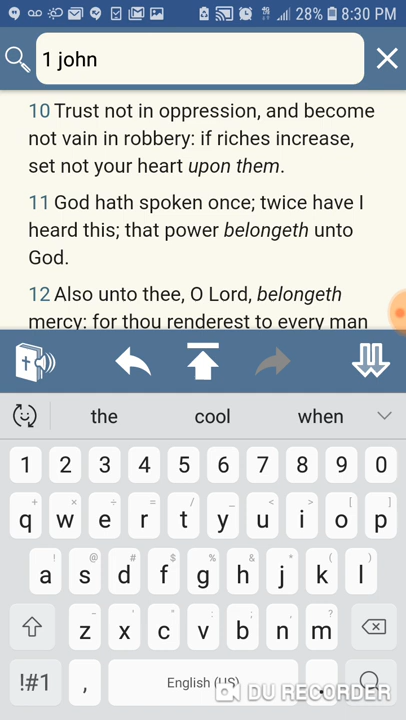 28% 8:30 PM
1 john
10 Trust not in oppression, and become
not vain in robbery: if riches increase,
set not your heart upon them.
11 God hath spoken once; twice have I
heard this; that power belongeth unto
God.
12 Also unto thee, O Lord, belongeth
mercy: for thou renderest to every man
the cool when
1 2 3 4 5 6 7 8 9 0
+ × ÷ = / _ < > [ ]
q w e r t y u i o p
! @ # $ % ^ & * ( )
a s d f g h j k l
- ' " : ; , ?
z x c v b n m
!#1 , English (US) .
DU RECORDER